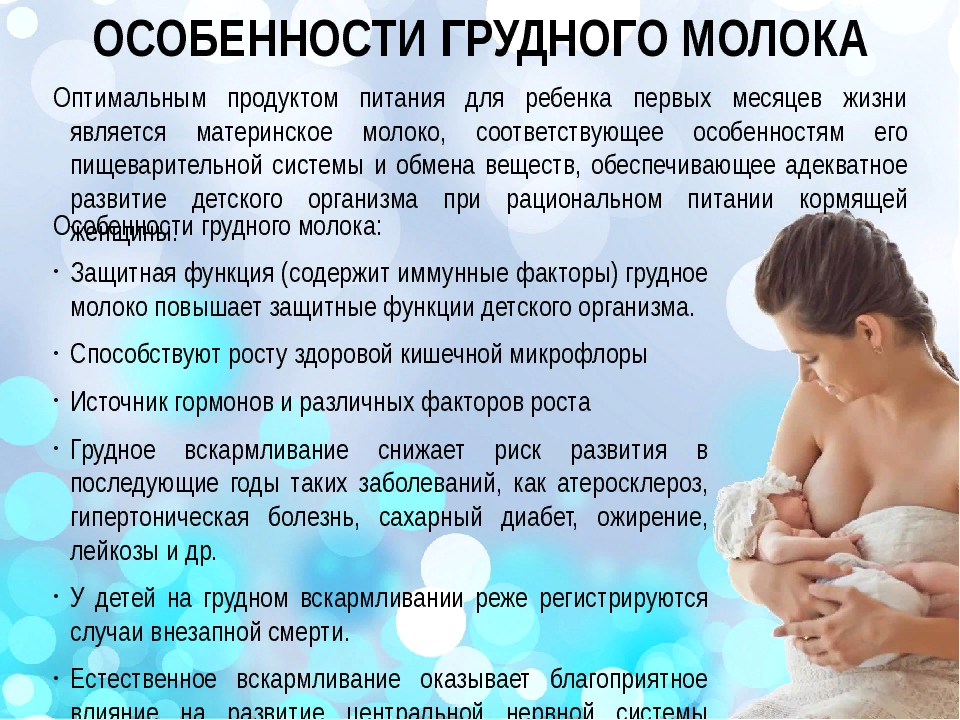 ОСОБЕННОСТИ ГРУДНОГО МОЛОКА
Оптимальным продуктом питания для ребенка первых месяцев жизни
является материнское молоко, соответствующее особенностям его
пищеварительной системы и обмена веществ, обеспечивающее адекватное
развитие детского организма при рациональном питании кормящей
женщины.
Особенности грудного молока:
· Защитная функция (содержит иммунные факторы) грудное
молоко повышает защитные функции детского организма.
· Способствуют росту здоровой кишечной микрофлоры
· Источник гормонов и различных факторов роста
· Грудное вскармливание снижает риск развития в
последующие годы таких заболеваний, как атеросклероз,
гипертоническая болезнь, сахарный диабет, ожирение,
лейкозы и др.
· У детей на грудном вскармливании реже регистрируются
случаи внезапной смерти.
· Естественное вскармливание оказывает благоприятное
влияние на развитие центральной нервной системы